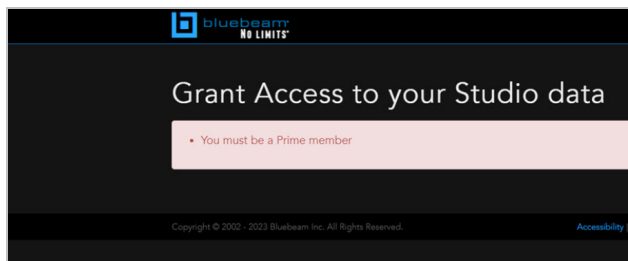 bluebeam
NO LIMITS
Grant Access to your Studio data
• You must be a Prime member
Copyright © 2002 - 2023 Bluebeam Inc. All Rights Reserved.
Accessibility |